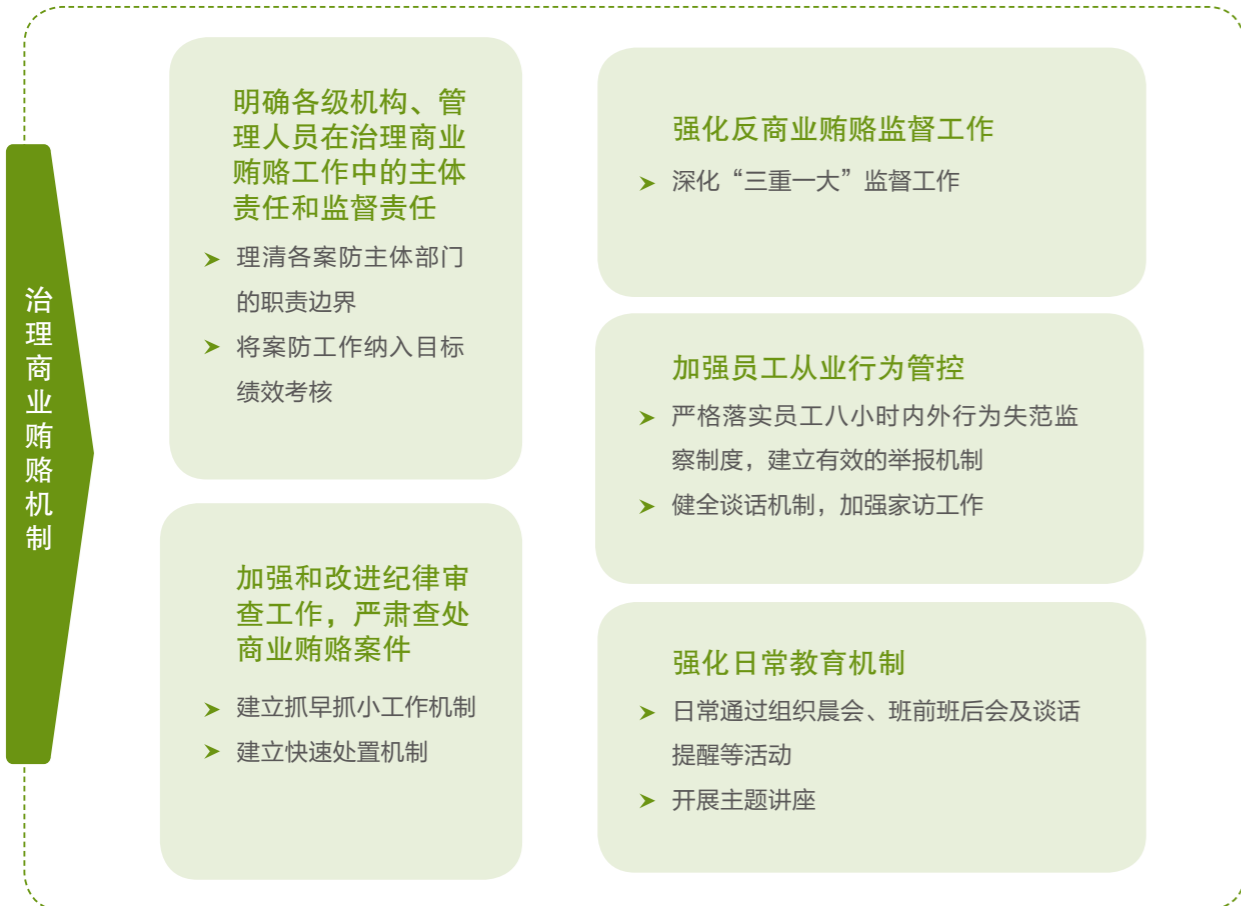 治理商业贿赂机制
明确各级机构、管
理人员在治理商业
贿赂工作中的主体
责任和监督责任
➤ 理清各案防主体部门
的职责边界
➤ 将案防工作纳入目标
绩效考核
加强和改进纪律审
查工作，严肃查处
商业贿赂案件
➤ 建立抓早抓小工作机制
➤ 建立快速处置机制
强化反商业贿赂监督工作
➤ 深化“三重一大”监督工作
加强员工从业行为管控
➤ 严格落实员工八小时内外行为失范监
察制度，建立有效的举报机制
➤ 健全谈话机制，加强家访工作
强化日常教育机制
➤ 日常通过组织晨会、班前班后会及谈话
提醒等活动
➤ 开展主题讲座